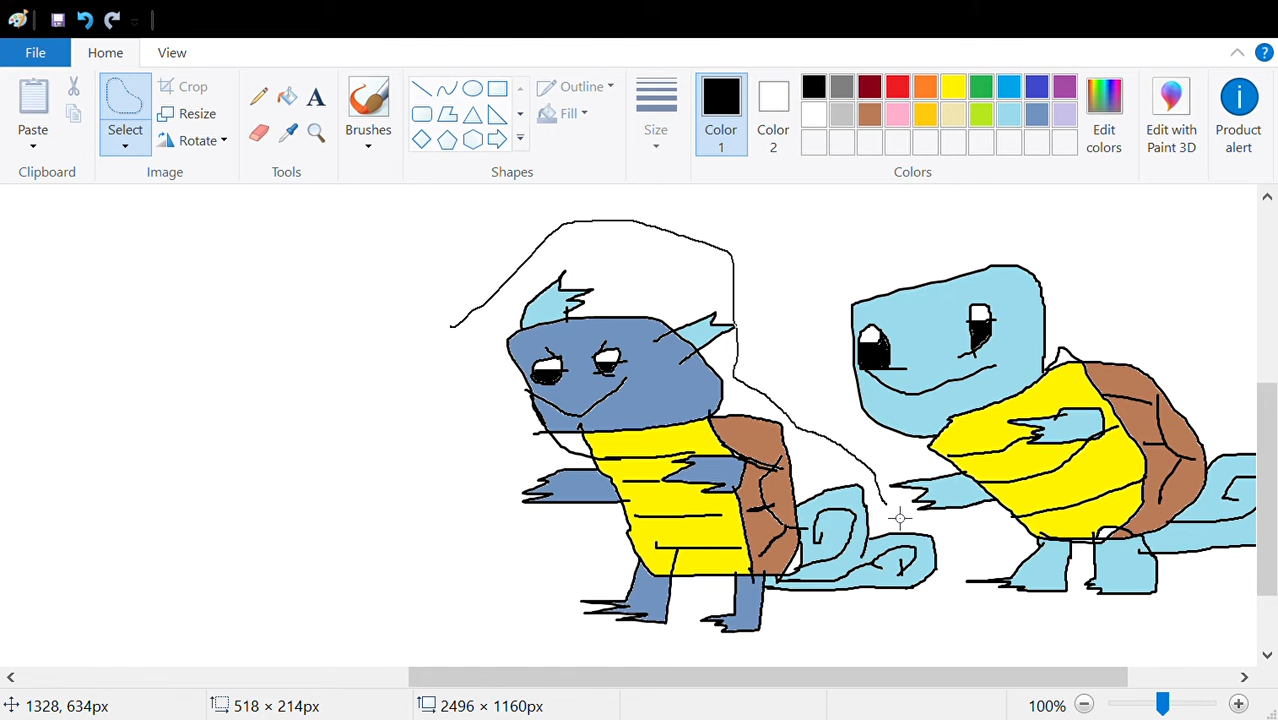 File Home View
Paste
Select
Crop
Resize
Rotate
A
Brushes
Outline
Fill
Size
Color 1
Color 2
Edit colors
Edit with Paint 3D
Product alert
Clipboard Image Tools Shapes Colors
1328, 634px 518 × 214px 2496 × 1160px 100%